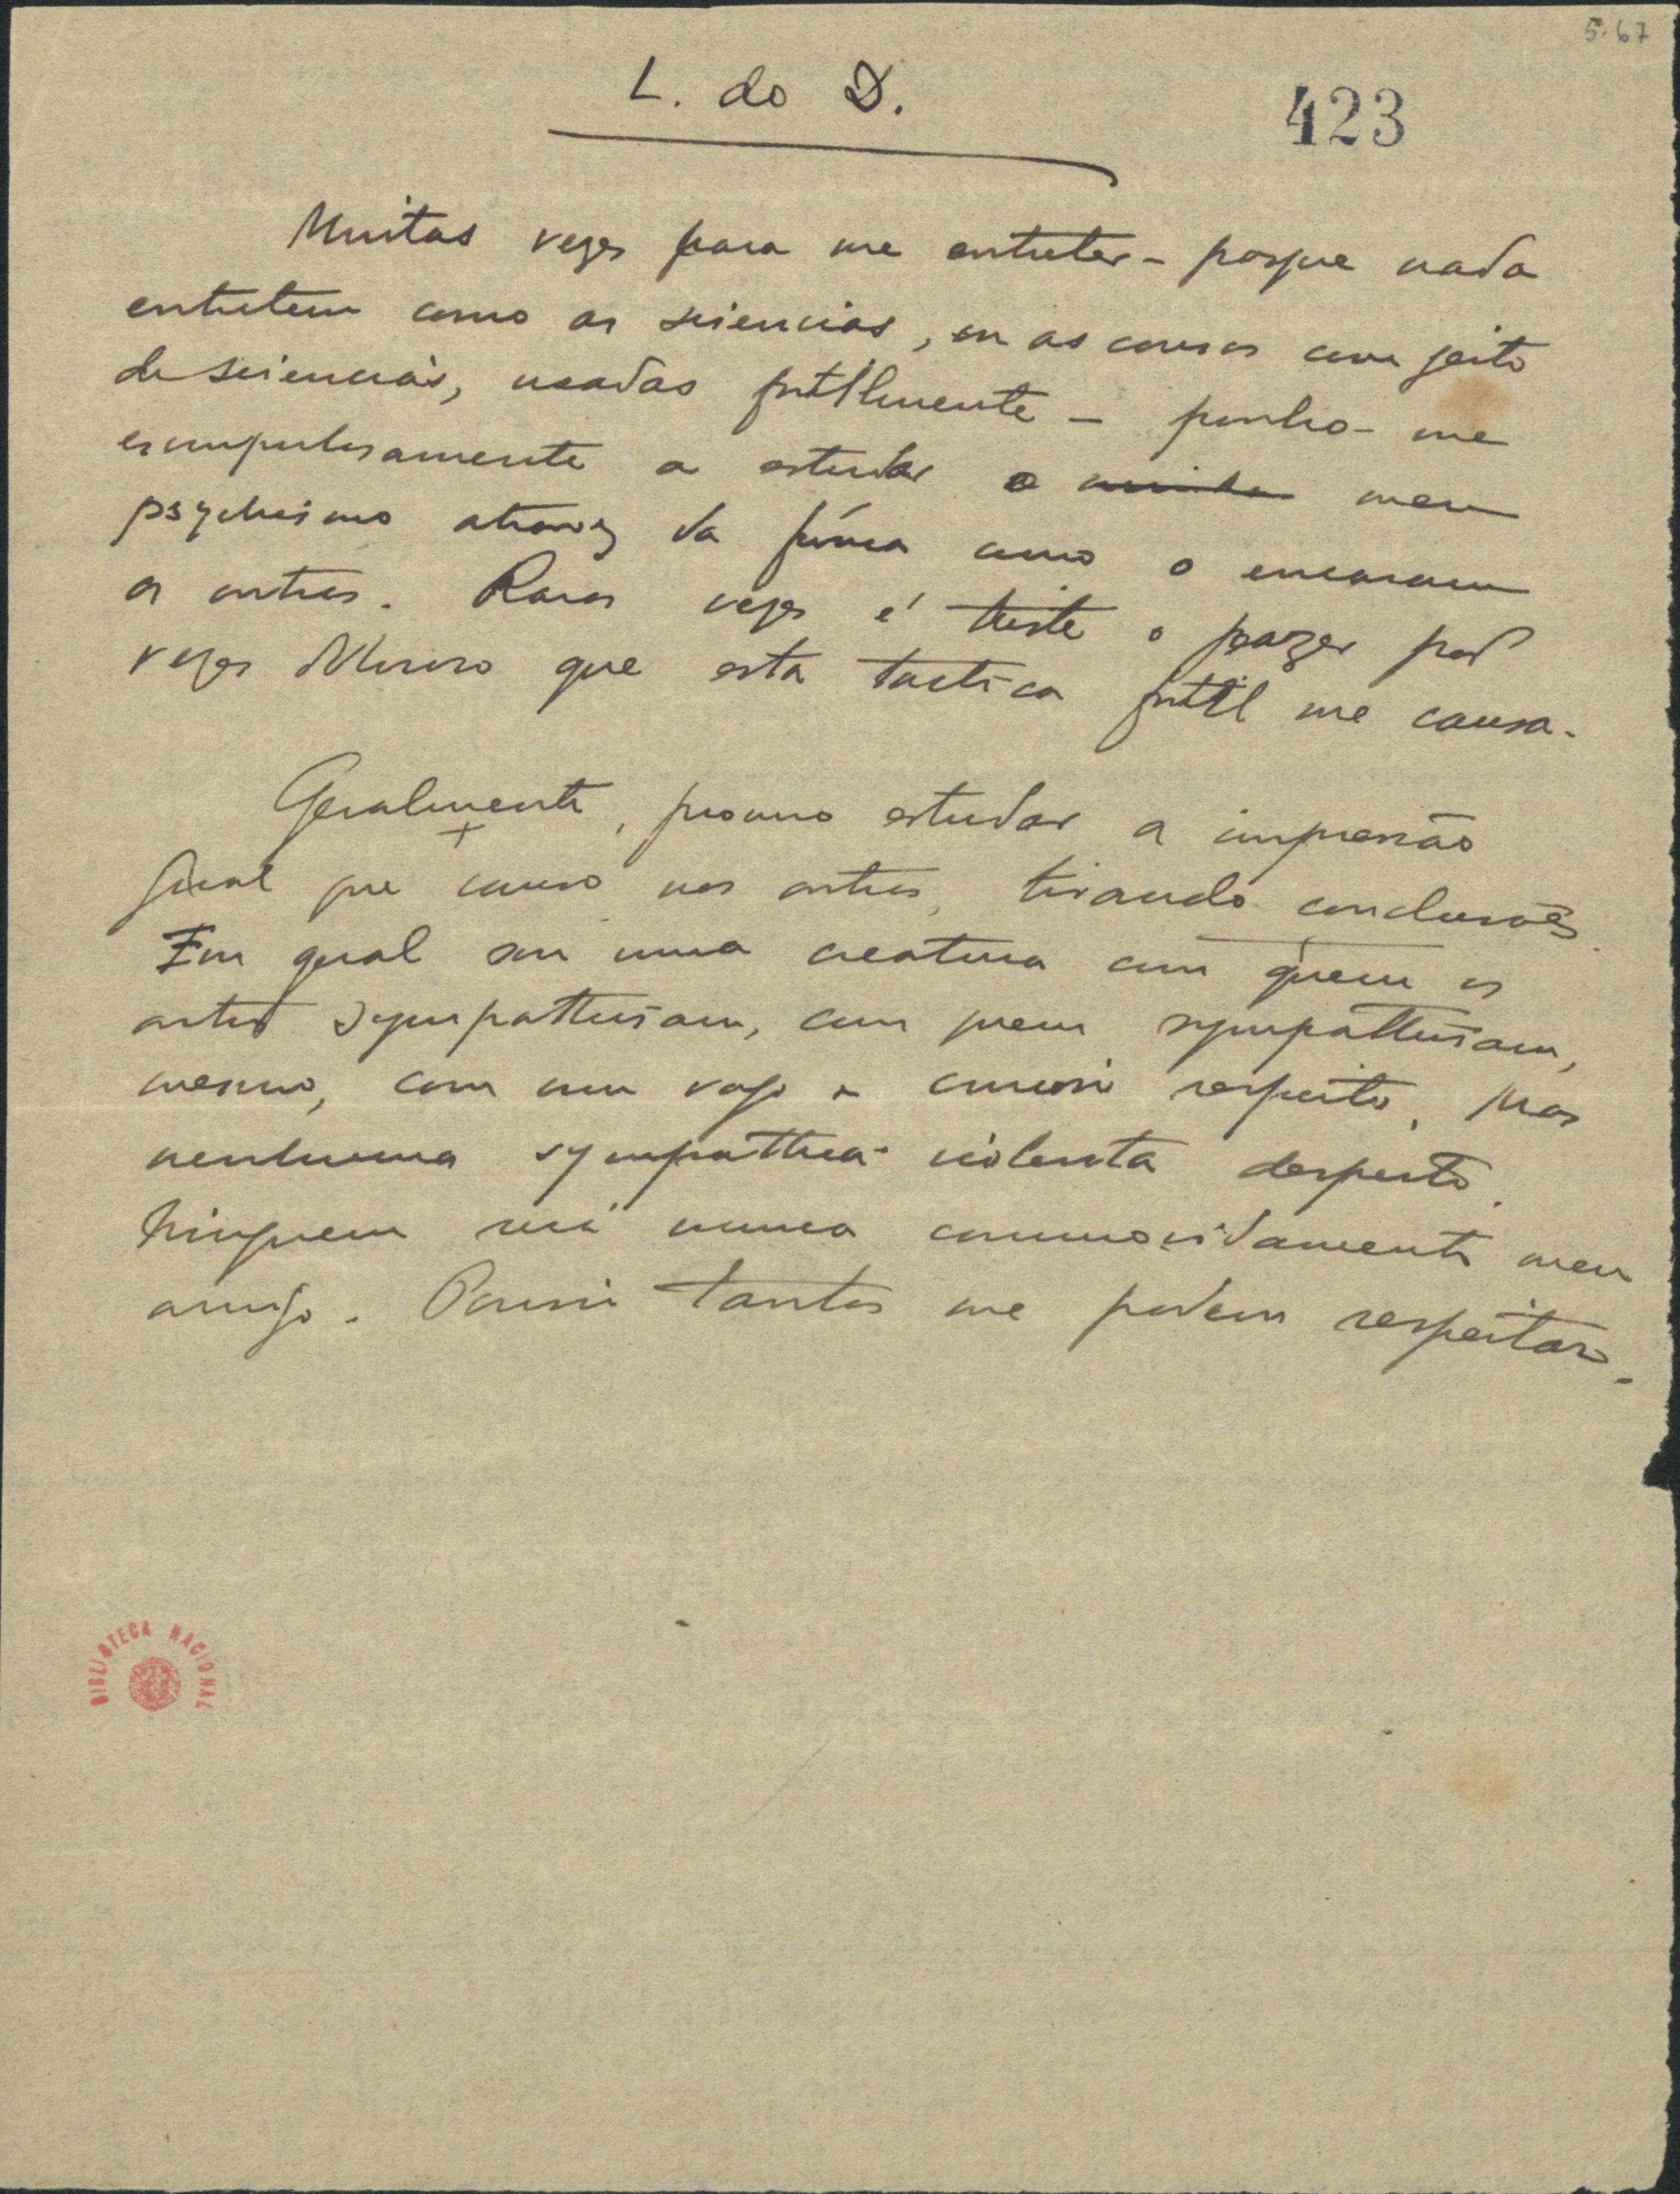 5-67
L. do D.
423
Muitas vezes para me entreter – porque nada
entretem como as sciencias, ou as cousas com jeito
de sciencias, usadas futilmente – ponho-me
escrupulosamente a estudar o minha meu
psychismo atravez da fórma como o encaram
os outros. Raras vezes é triste o prazer, por
vezes doloroso que esta tactica futil me causa.
Geralmente, procuro estudar a impressão
geral que causo nos outros, tirando conclusões.
Em geral sou uma creatura com quem os
outros sympathisam, com quem sympathisam,
mesmo, com um vago e curioso respeito. Mas
nenhuma sympathia violenta desperto.
Ninguem será nunca commovidamente meu
amigo. Porisso tantos me podem respeitar.
BIBLIOTECA NACIONAL